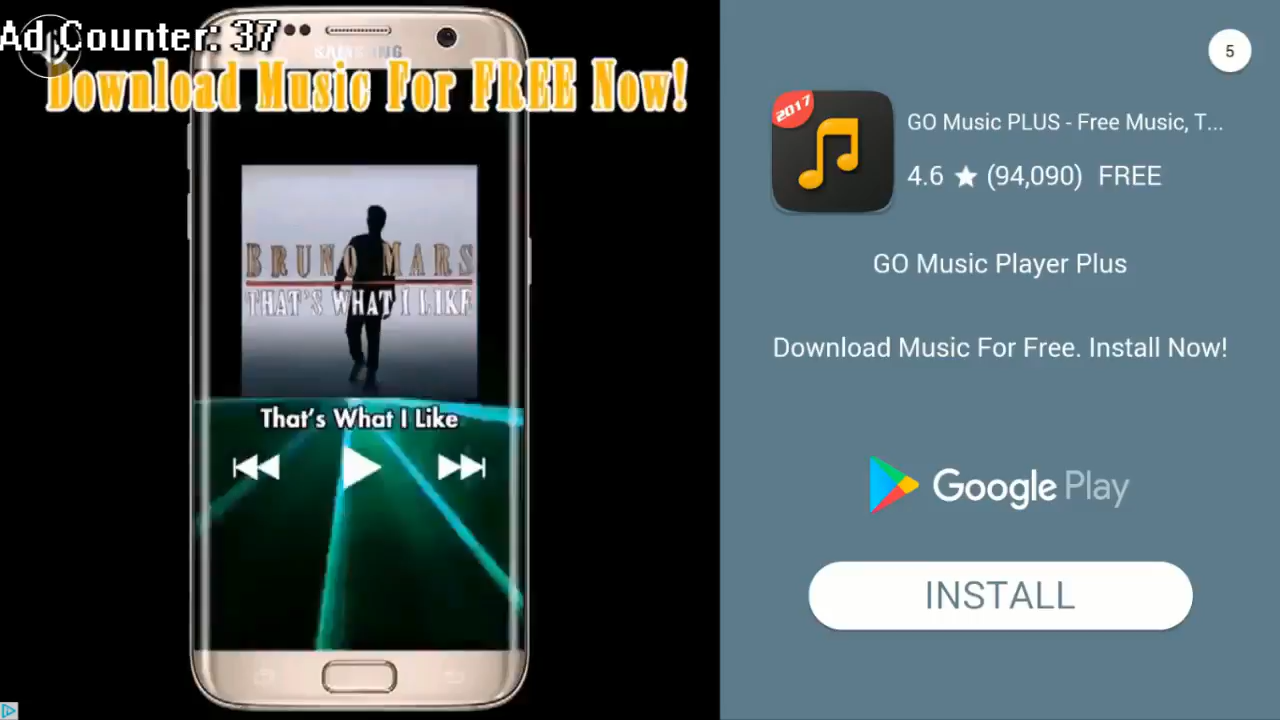 Ad Counter: 37
SAMSUNG
Download Music For FREE Now!
BRUNO MARS
THAT'S WHAT I LIKE
That's What I Like
5
2017
GO Music PLUS - Free Music, T...
4.6 ★ (94,090) FREE
GO Music Player Plus
Download Music For Free. Install Now!
Google Play
INSTALL